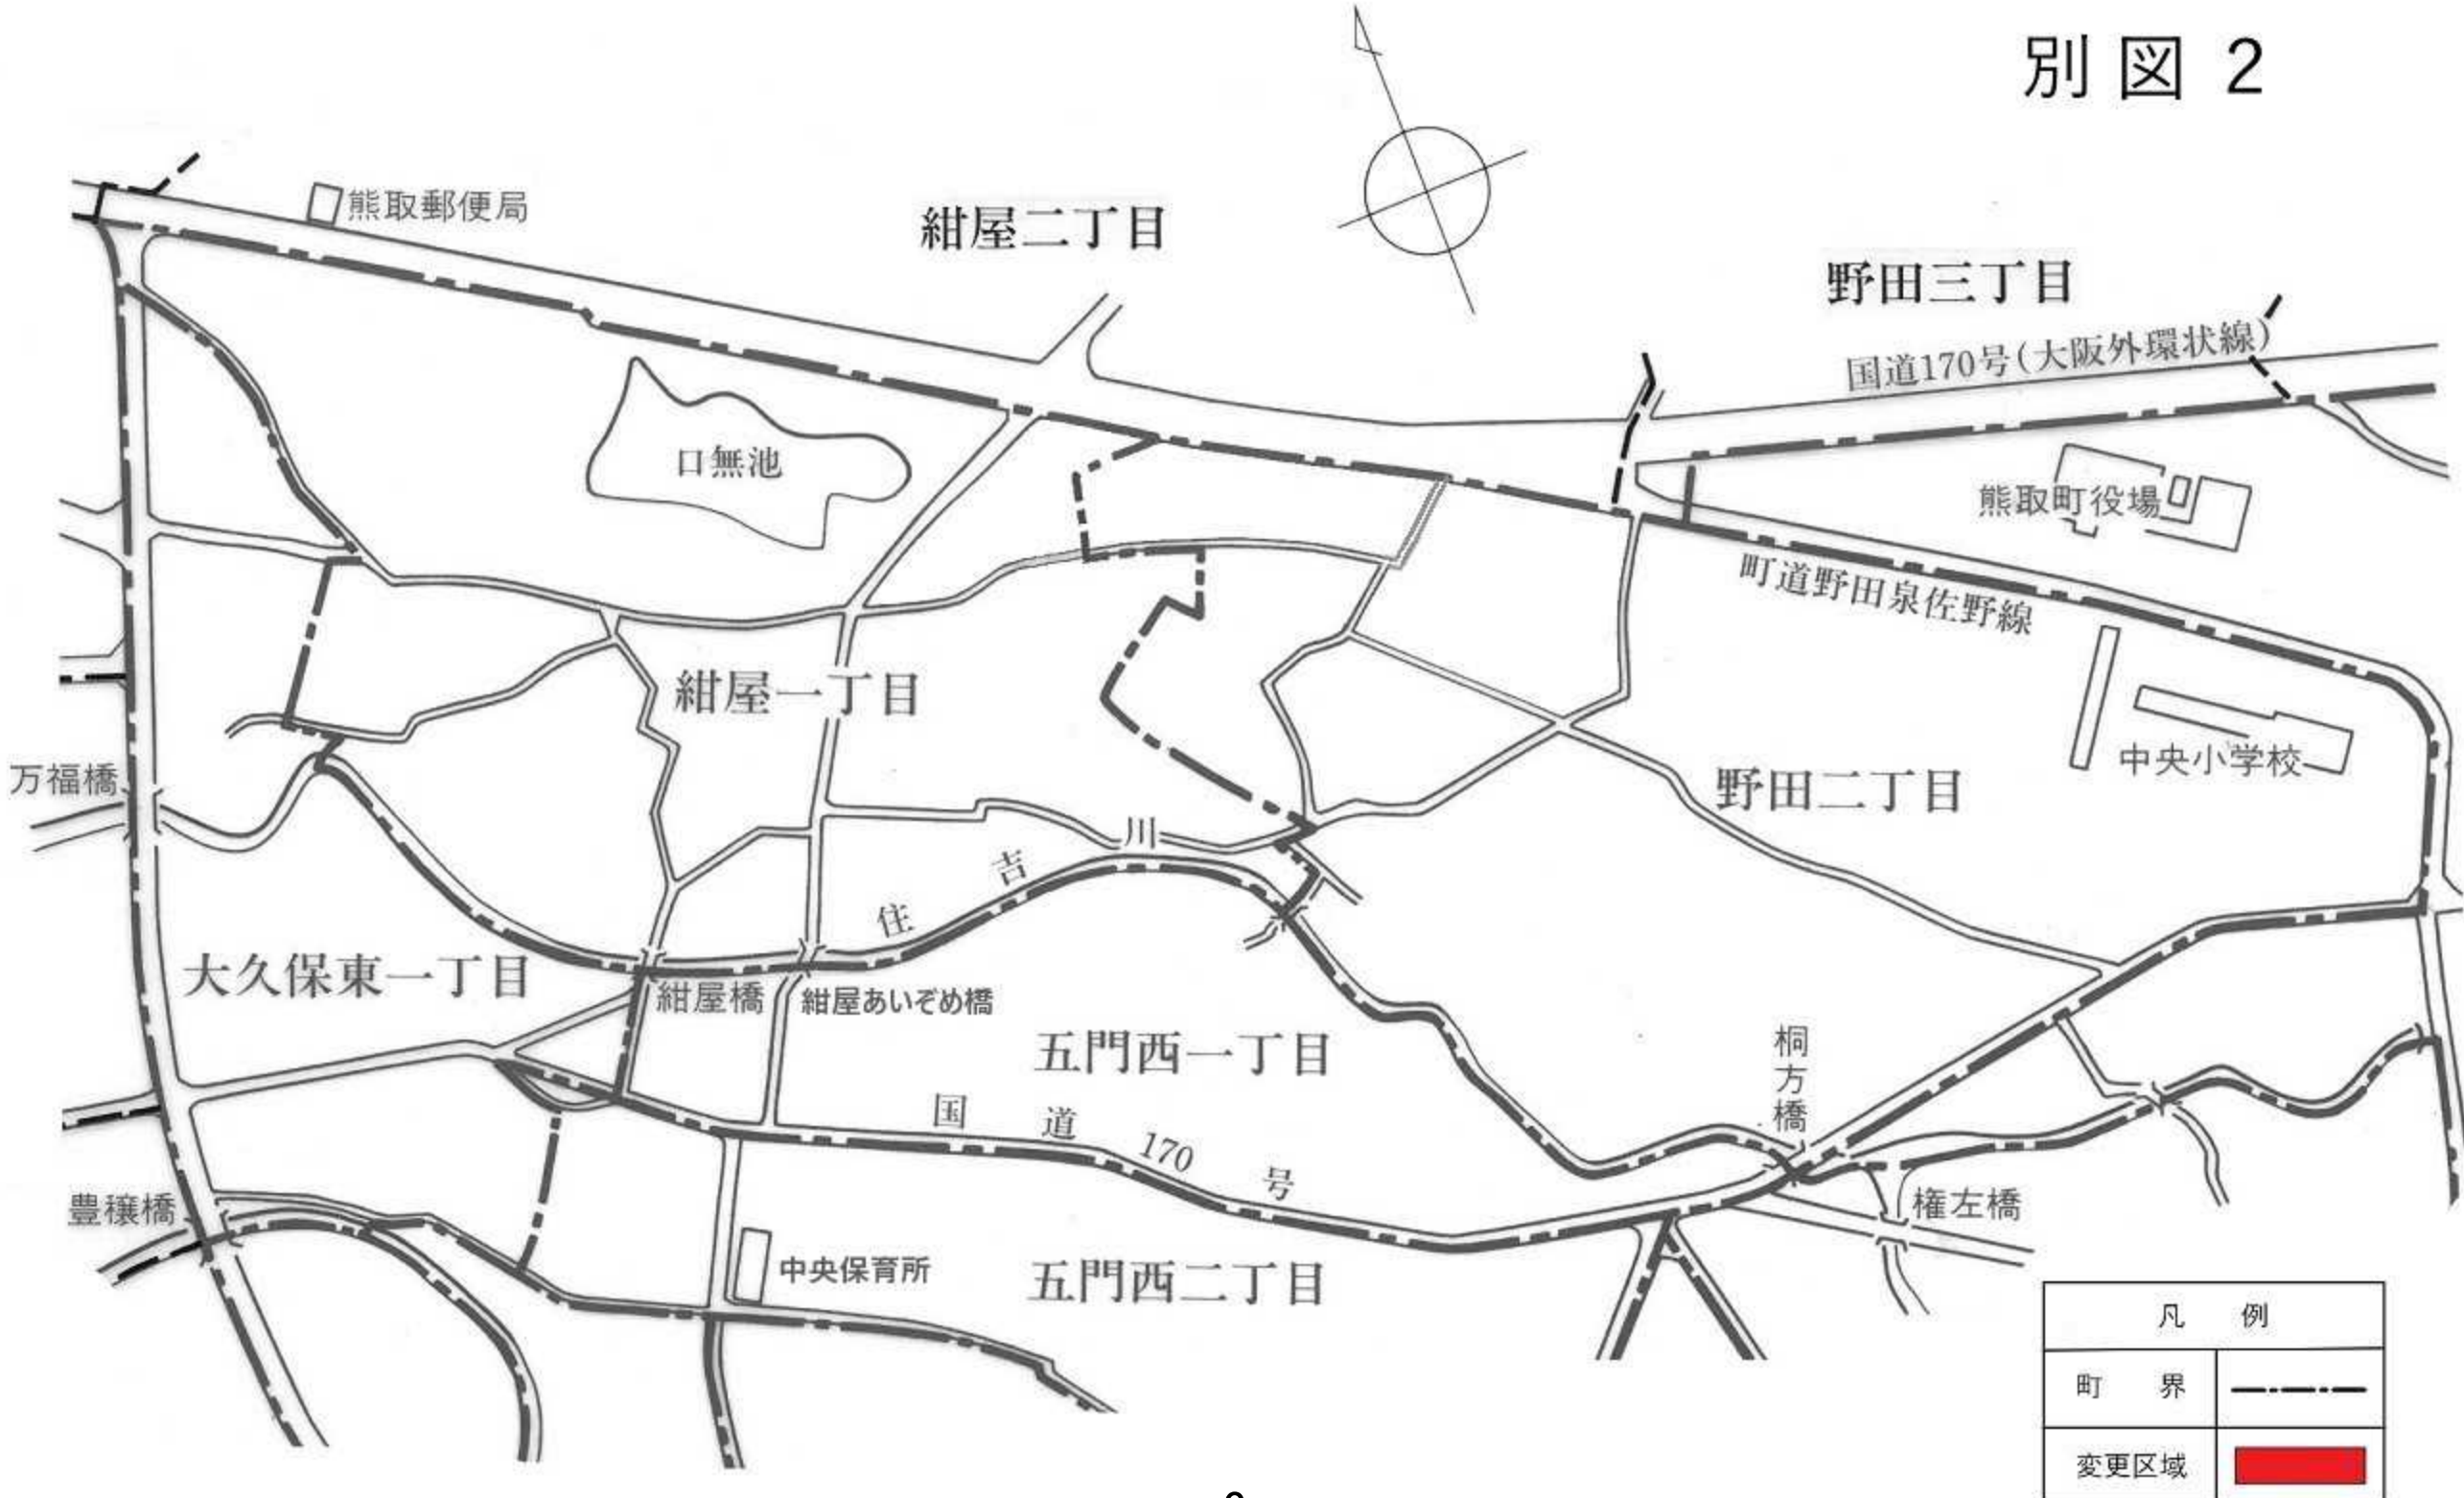 別図 2
熊取郵便局
紺屋二丁目
野田三丁目
国道170号(大阪外環状線)
口無池
熊取町役場
町道野田泉佐野線
紺屋一丁目
万福橋
中央小学校
野田二丁目
住吉川
大久保東一丁目
紺屋橋
紺屋あいぞめ橋
五門西一丁目
桐方橋
国道170号
豊穣橋
権左橋
中央保育所
五門西二丁目
凡 例
町 界
変更区域